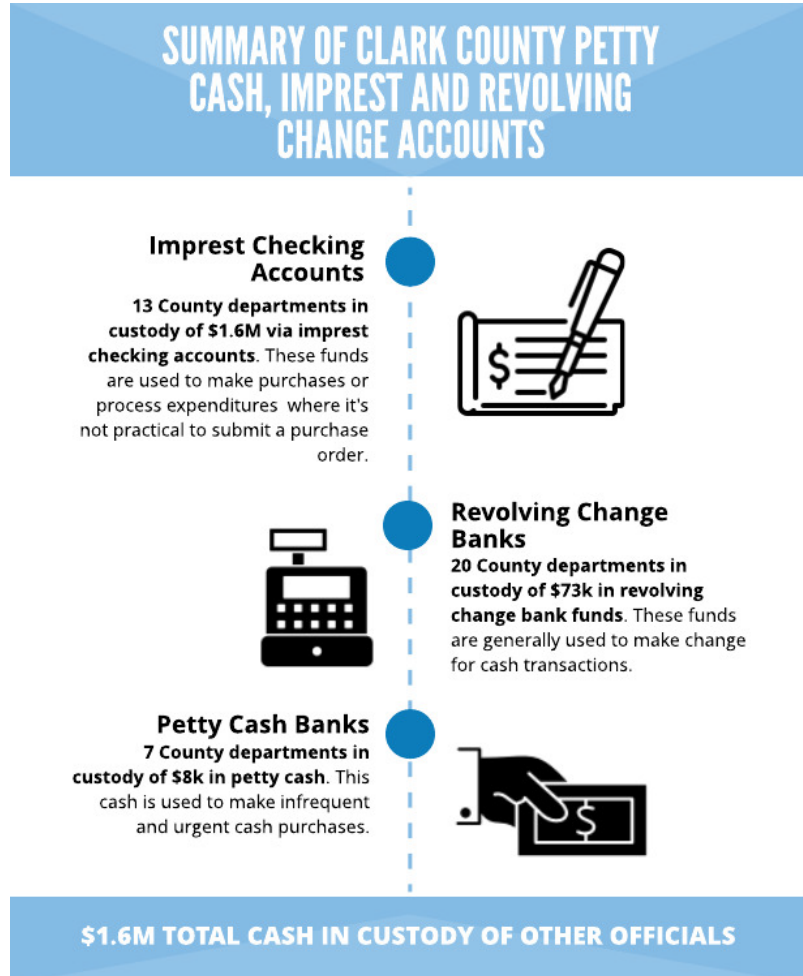 SUMMARY OF CLARK COUNTY PETTY
CASH, IMPREST AND REVOLVING
CHANGE ACCOUNTS
Imprest Checking
Accounts
13 County departments in
custody of $1.6M via imprest
checking accounts. These funds
are used to make purchases or
process expenditures where it's
not practical to submit a purchase
order.
$
Revolving Change
Banks
20 County departments in
custody of $73k in revolving
change bank funds. These funds
are generally used to make change
for cash transactions.
Petty Cash Banks
7 County departments in
custody of $8k in petty cash. This
cash is used to make infrequent
and urgent cash purchases.
$
$1.6M TOTAL CASH IN CUSTODY OF OTHER OFFICIALS